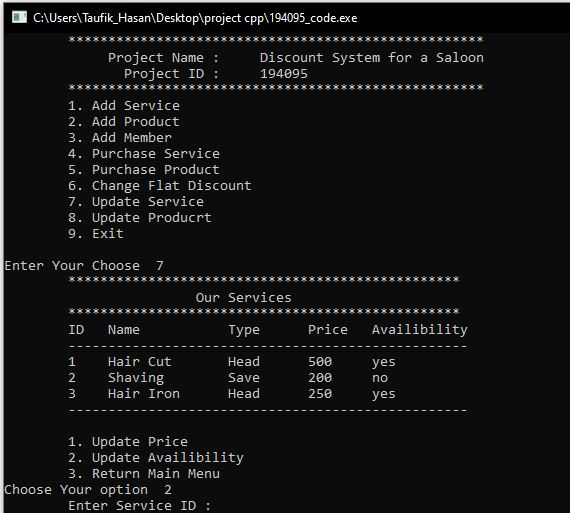 C:\Users\Taufik_Hasan\Desktop\project cpp\194095_code.exe
****************************************************
Project Name : Discount System for a Saloon
Project ID : 194095
****************************************************
1. Add Service
2. Add Product
3. Add Member
4. Purchase Service
5. Purchase Product
6. Change Flat Discount
7. Update Service
8. Update Producrt
9. Exit
Enter Your Choose 7
*************************************************
Our Services
*************************************************
ID Name Type Price Availibility
--------------------------------------------------
1 Hair Cut Head 500 yes
2 Shaving Save 200 no
3 Hair Iron Head 250 yes
--------------------------------------------------
1. Update Price
2. Update Availibility
3. Return Main Menu
Choose Your option 2
Enter Service ID :